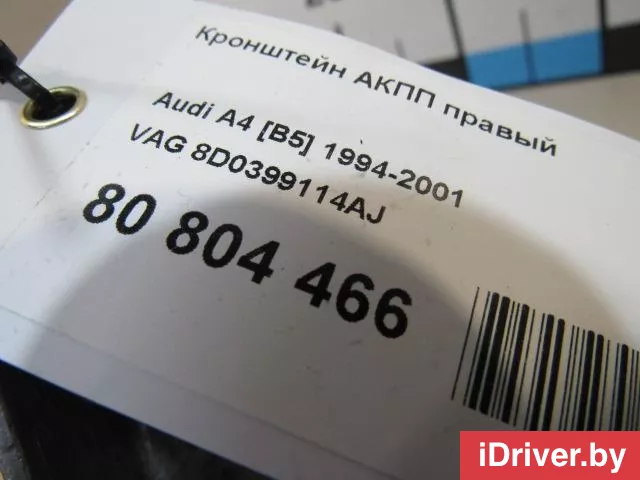 Кронштейн АКПП правый
Audi A4 [B5] 1994-2001
VAG 8D0399114AJ
80 804 466
iDriver.by